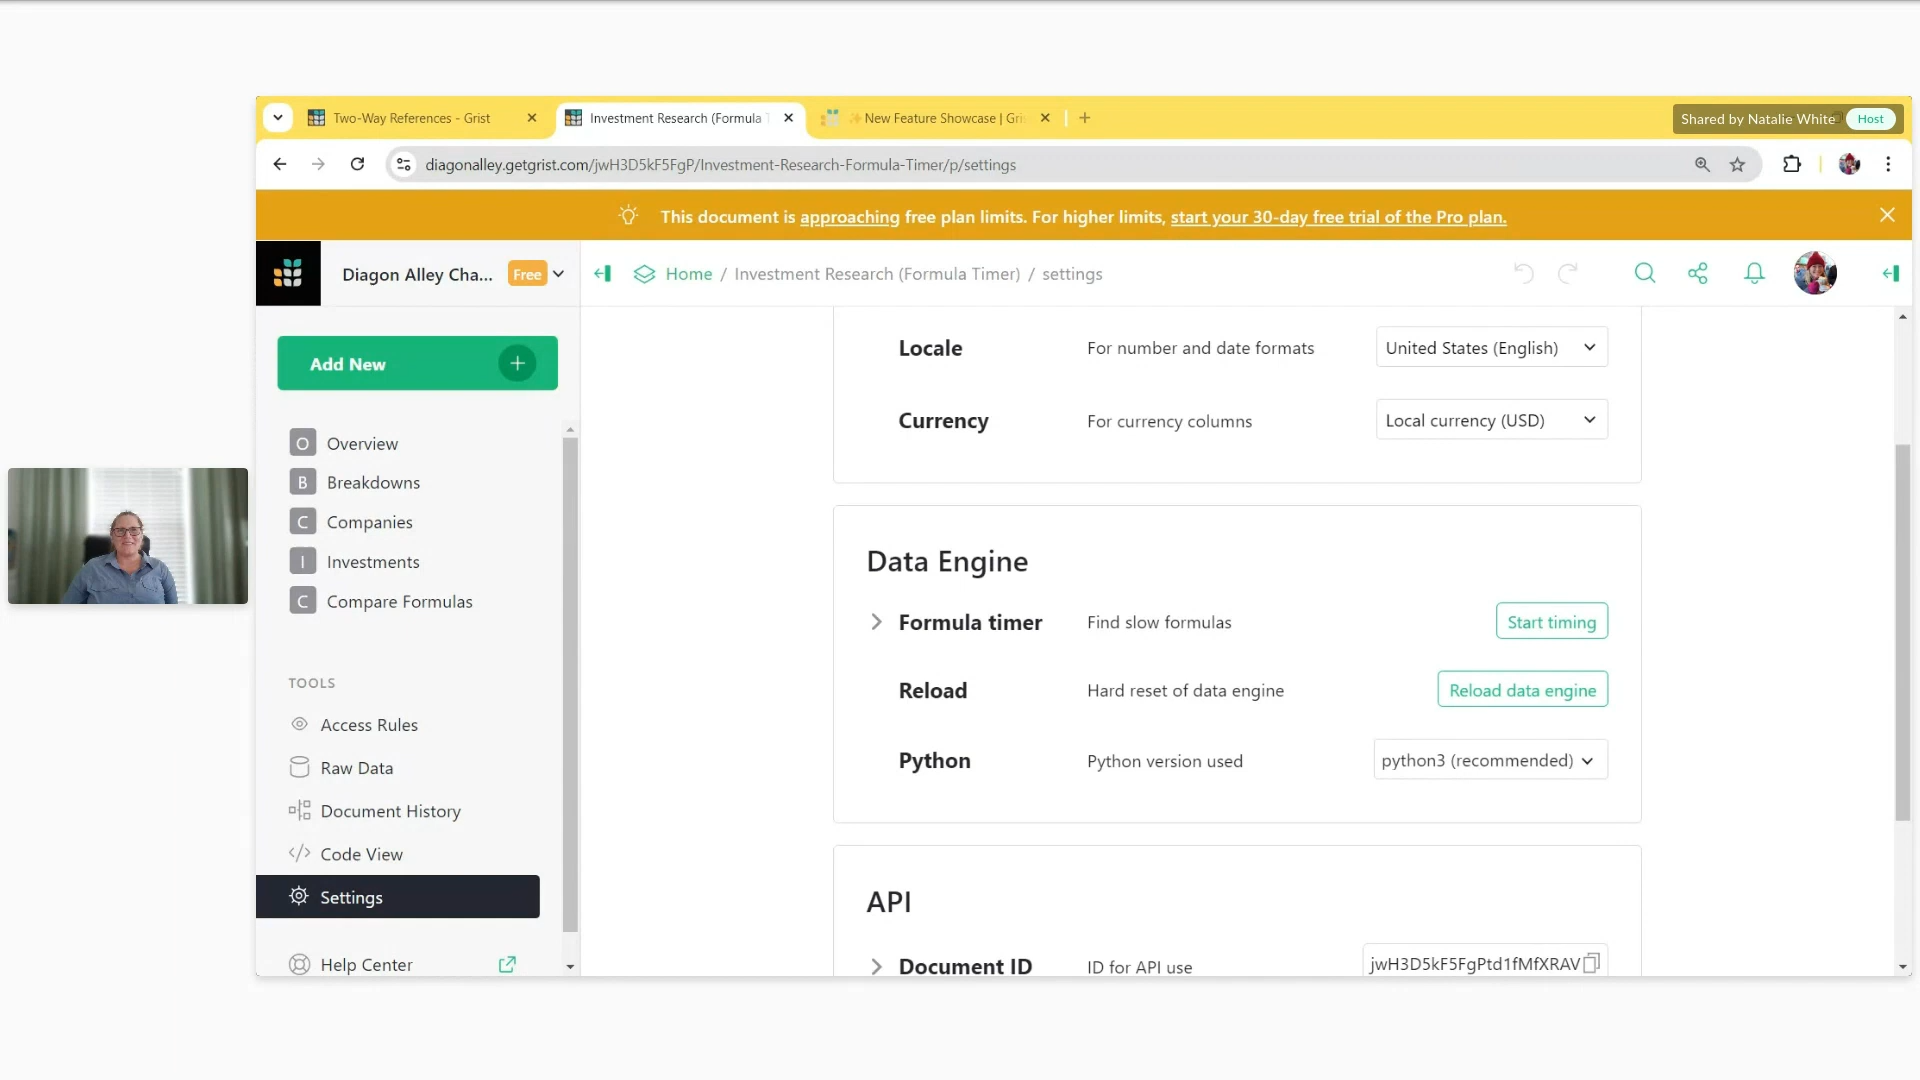 Two-Way References - Grist
Investment Research (Formula
New Feature Showcase | Gri
Shared by Natalie White
Host
diagonalley.getgrist.com/jwH3D5kF5FgP/Investment-Research-Formula-Timer/p/settings
This document is approaching free plan limits. For higher limits, start your 30-day free trial of the Pro plan.
Diagon Alley Cha...
Free
Home / Investment Research (Formula Timer) / settings
Add New
O Overview
B Breakdowns
C Companies
I Investments
C Compare Formulas
TOOLS
Access Rules
Raw Data
Document History
Code View
Settings
Help Center
Locale
For number and date formats
United States (English)
Currency
For currency columns
Local currency (USD)
Data Engine
Formula timer
Find slow formulas
Start timing
Reload
Hard reset of data engine
Reload data engine
Python
Python version used
python3 (recommended)
API
Document ID
ID for API use
jwH3D5kF5FgPtd1fMfXRAV